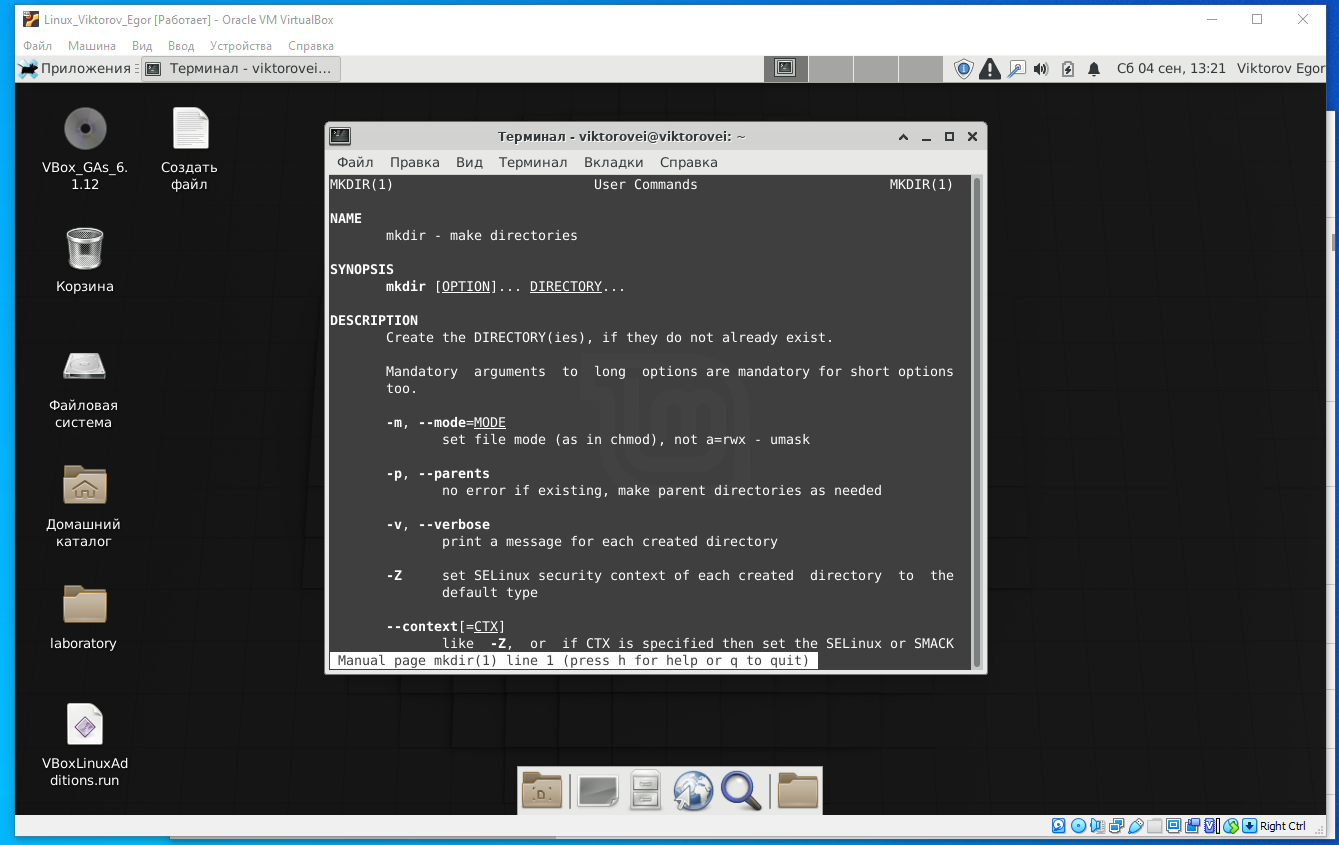 Linux_Viktorov_Egor [Работает] - Oracle VM VirtualBox
Файл Машина Вид Ввод Устройства Справка
Приложения Терминал - viktorovei... Сб 04 сен, 13:21 Viktorov Egor
VBox_GAs_6.
1.12
Создать
файл
Корзина
Файловая
система
Домашний
каталог
laboratory
VBoxLinuxAd
ditions.run
Терминал - viktorovei@viktorovei: ~
Файл Правка Вид Терминал Вкладки Справка
MKDIR(1) User Commands MKDIR(1)
NAME
mkdir - make directories
SYNOPSIS
mkdir [OPTION]... DIRECTORY...
DESCRIPTION
Create the DIRECTORY(ies), if they do not already exist.
Mandatory arguments to long options are mandatory for short options
too.
-m, --mode=MODE
set file mode (as in chmod), not a=rwx - umask
-p, --parents
no error if existing, make parent directories as needed
-v, --verbose
print a message for each created directory
-Z set SELinux security context of each created directory to the
default type
--context[=CTX]
like -Z, or if CTX is specified then set the SELinux or SMACK
Manual page mkdir(1) line 1 (press h for help or q to quit)
Right Ctrl